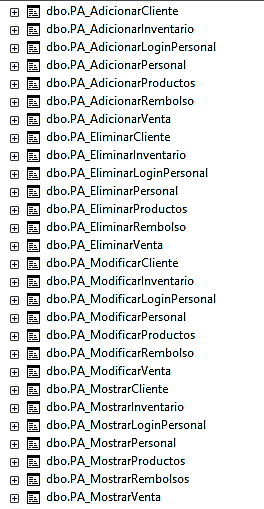 dbo.PA_AdicionarCliente
dbo.PA_AdicionarInventario
dbo.PA_AdicionarLoginPersonal
dbo.PA_AdicionarPersonal
dbo.PA_AdicionarProductos
dbo.PA_AdicionarRembolso
dbo.PA_AdicionarVenta
dbo.PA_EliminarCliente
dbo.PA_EliminarInventario
dbo.PA_EliminarLoginPersonal
dbo.PA_EliminarPersonal
dbo.PA_EliminarProductos
dbo.PA_EliminarRembolso
dbo.PA_EliminarVenta
dbo.PA_ModificarCliente
dbo.PA_ModificarInventario
dbo.PA_ModificarLoginPersonal
dbo.PA_ModificarPersonal
dbo.PA_ModificarProductos
dbo.PA_ModificarRembolso
dbo.PA_ModificarVenta
dbo.PA_MostrarCliente
dbo.PA_MostrarInventario
dbo.PA_MostrarLoginPersonal
dbo.PA_MostrarPersonal
dbo.PA_MostrarProductos
dbo.PA_MostrarRembolsos
dbo.PA_MostrarVenta